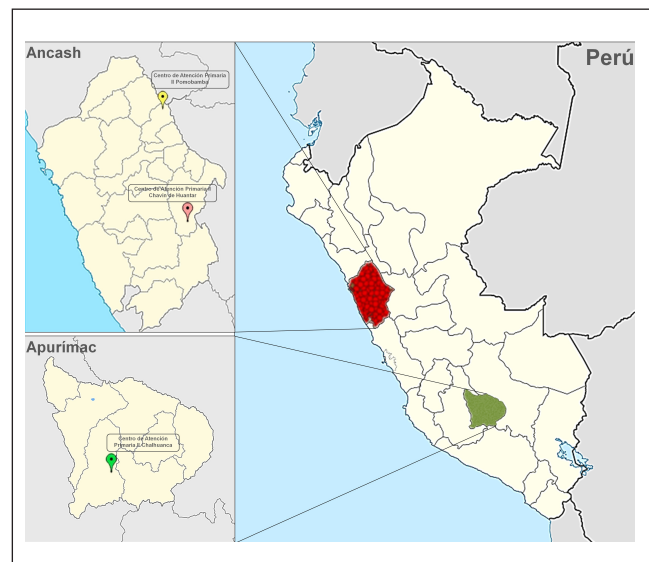 Ancash
Perú
Centro de Atención Primaria
II Pomobamba
Centro de Atención Primaria II
Chavín de Huantar
Apurímac
Centro de Atención
Primaria II Chalhuanca